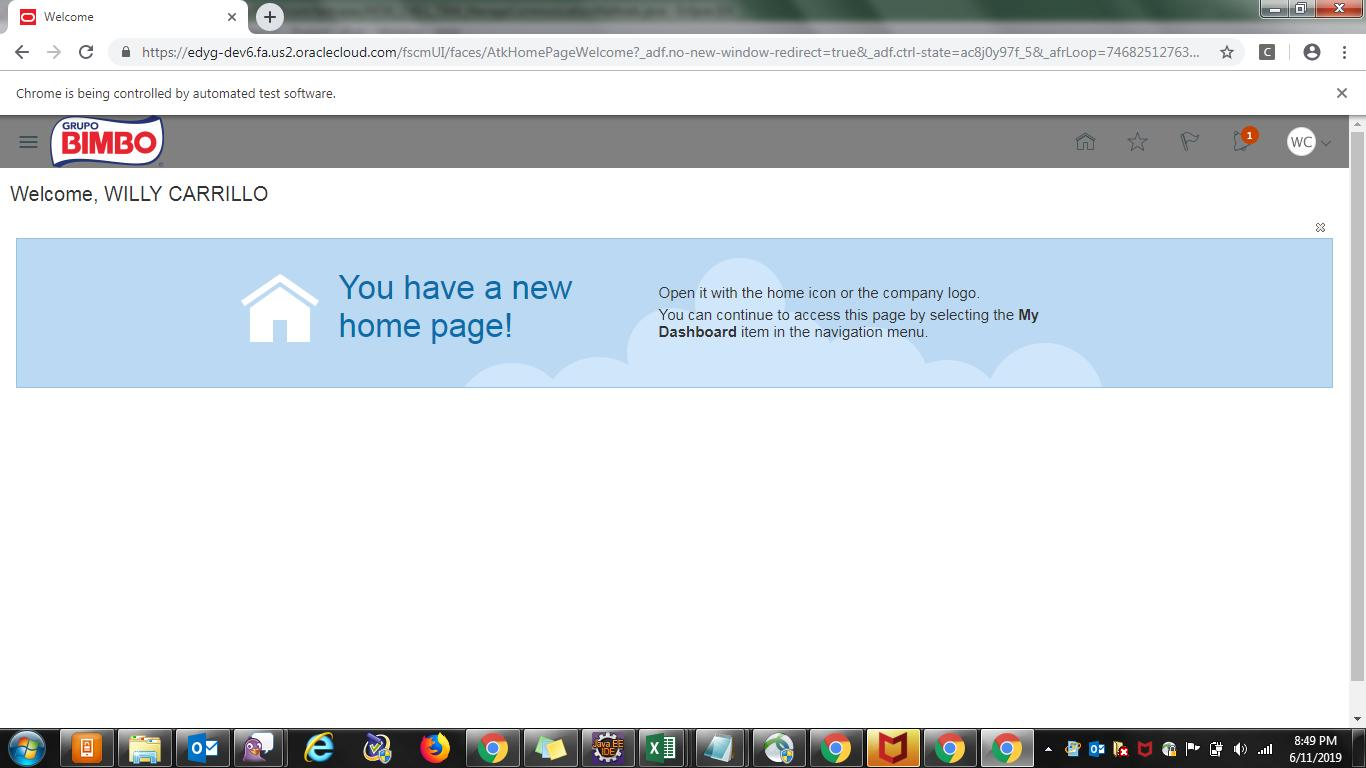 Welcome
https://edyg-dev6.fa.us2.oraclecloud.com/fscmUI/faces/AtkHomePageWelcome?_adf.no-new-window-redirect=true&_adf.ctrl-state=ac8j0y97f_5&_afrLoop=74682512763...
C
Chrome is being controlled by automated test software.
GRUPO
BIMBO
1
WC
Welcome, WILLY CARRILLO
You have a new
home page!
Open it with the home icon or the company logo.
You can continue to access this page by selecting the My
Dashboard item in the navigation menu.
Java EE
IDE
8:49 PM
6/11/2019